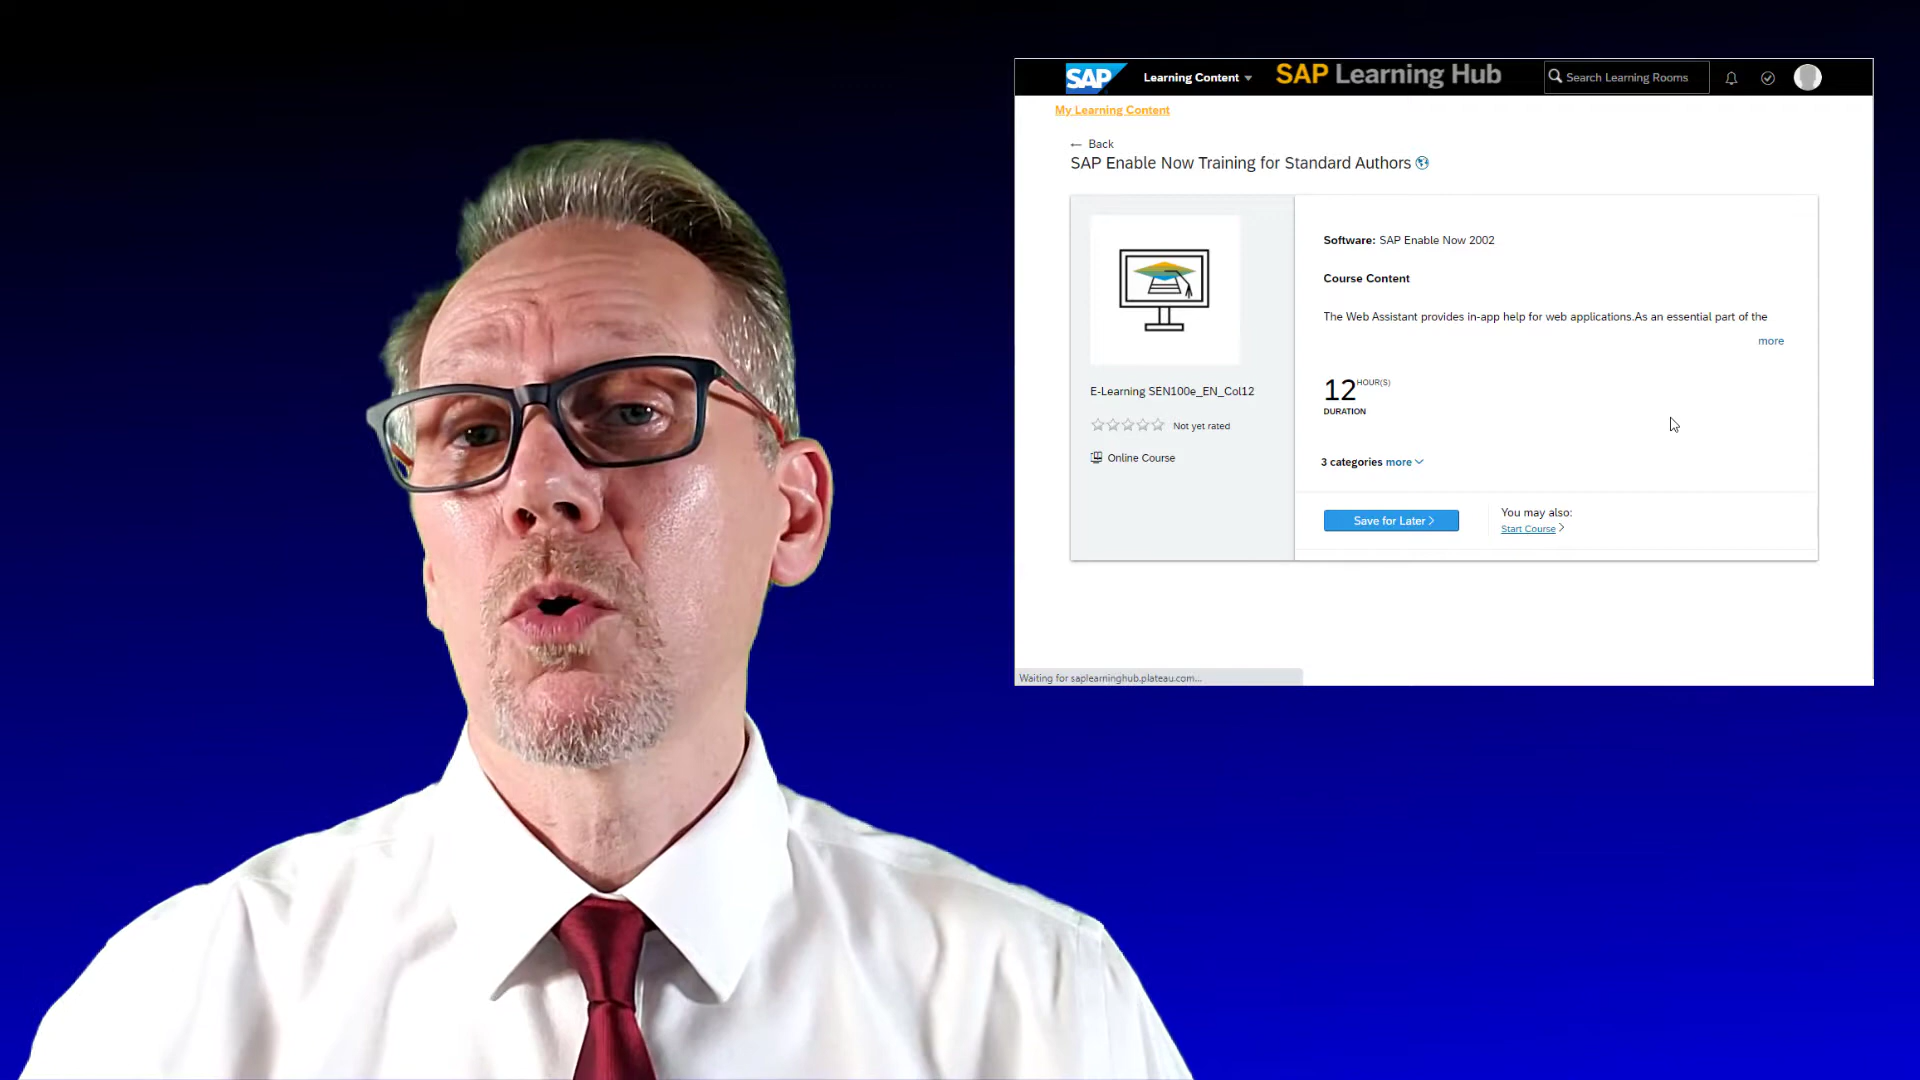 SAP
Learning Content
SAP Learning Hub
Search Learning Rooms
My Learning Content
← Back
SAP Enable Now Training for Standard Authors
Software: SAP Enable Now 2002
Course Content
The Web Assistant provides in-app help for web applications.As an essential part of the
more
E-Learning SEN100e_EN_Col12
Not yet rated
Online Course
12 HOUR(S)
DURATION
3 categories more
Save for Later
You may also:
Start Course
Waiting for saplearninghub.plateau.com...